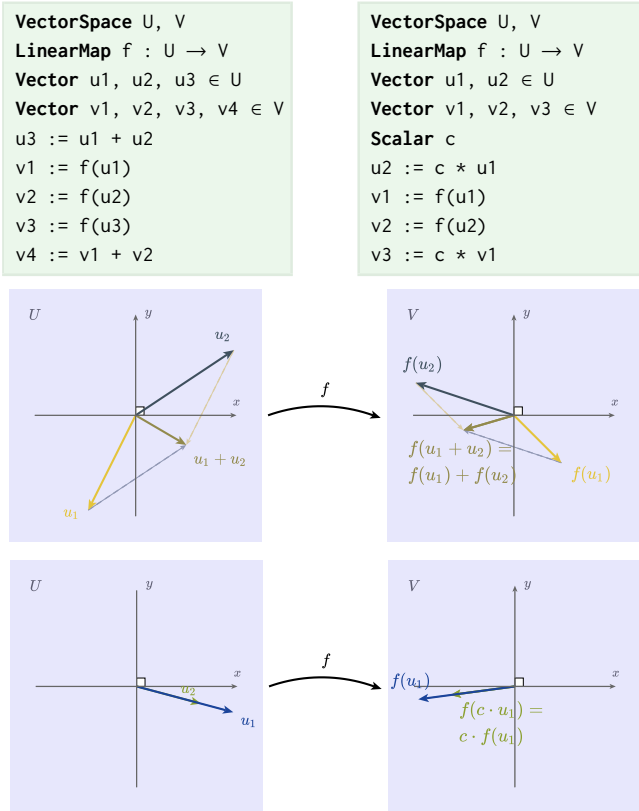 VectorSpace U, V
LinearMap f : U → V
Vector u1, u2, u3 ∈ U
Vector v1, v2, v3, v4 ∈ V
u3 := u1 + u2
v1 := f(u1)
v2 := f(u2)
v3 := f(u3)
v4 := v1 + v2
VectorSpace U, V
LinearMap f : U → V
Vector u1, u2 ∈ U
Vector v1, v2, v3 ∈ V
Scalar c
u2 := c * u1
v1 := f(u1)
v2 := f(u2)
v3 := c * v1
U
y
u₂
x
u₁ + u₂
u₁
f
V
y
f(u₂)
x
f(u₁ + u₂) =
f(u₁) + f(u₂)
f(u₁)
U
y
x
u₂
u₁
f
V
y
x
f(u₁)
f(c · u₁) =
c · f(u₁)